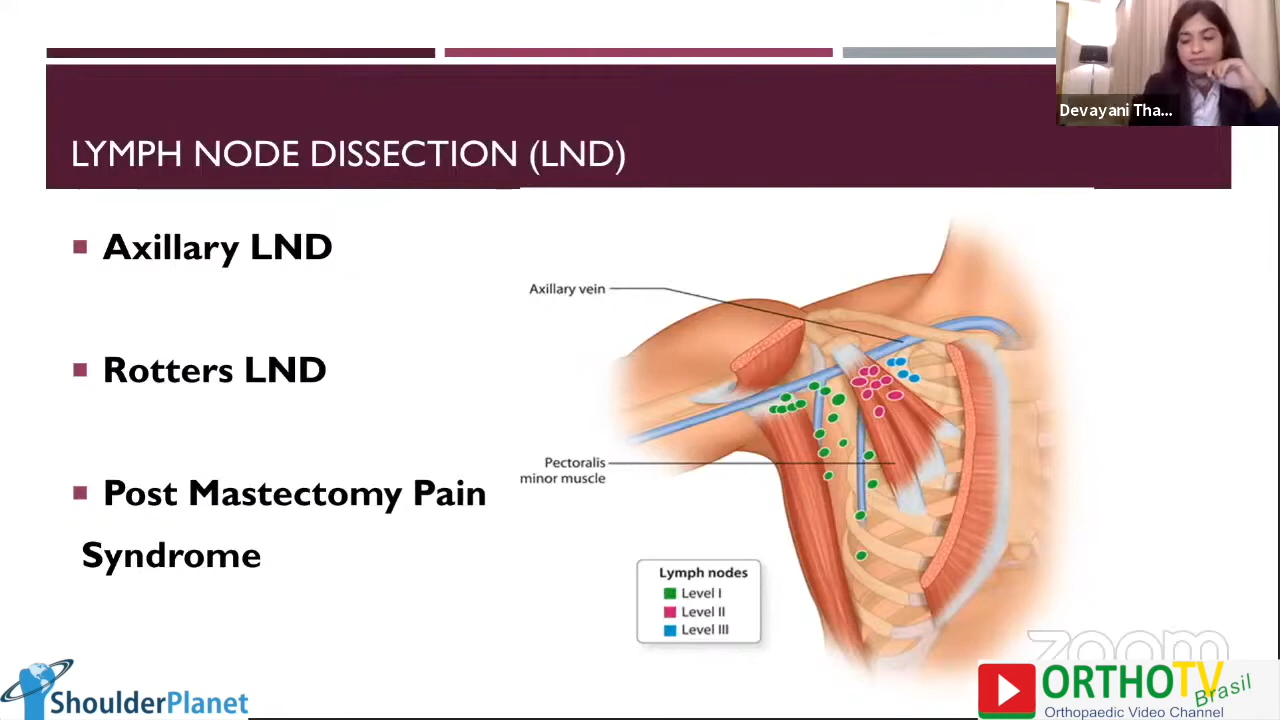 Devayani Tha...
LYMPH NODE DISSECTION (LND)
Axillary LND
Rotters LND
Post Mastectomy Pain
Syndrome
Axillary vein
Pectoralis
minor muscle
Lymph nodes
Level I
Level II
Level III
zoom
ShoulderPlanet
ORTHOTV
Brasil
Orthopaedic Video Channel